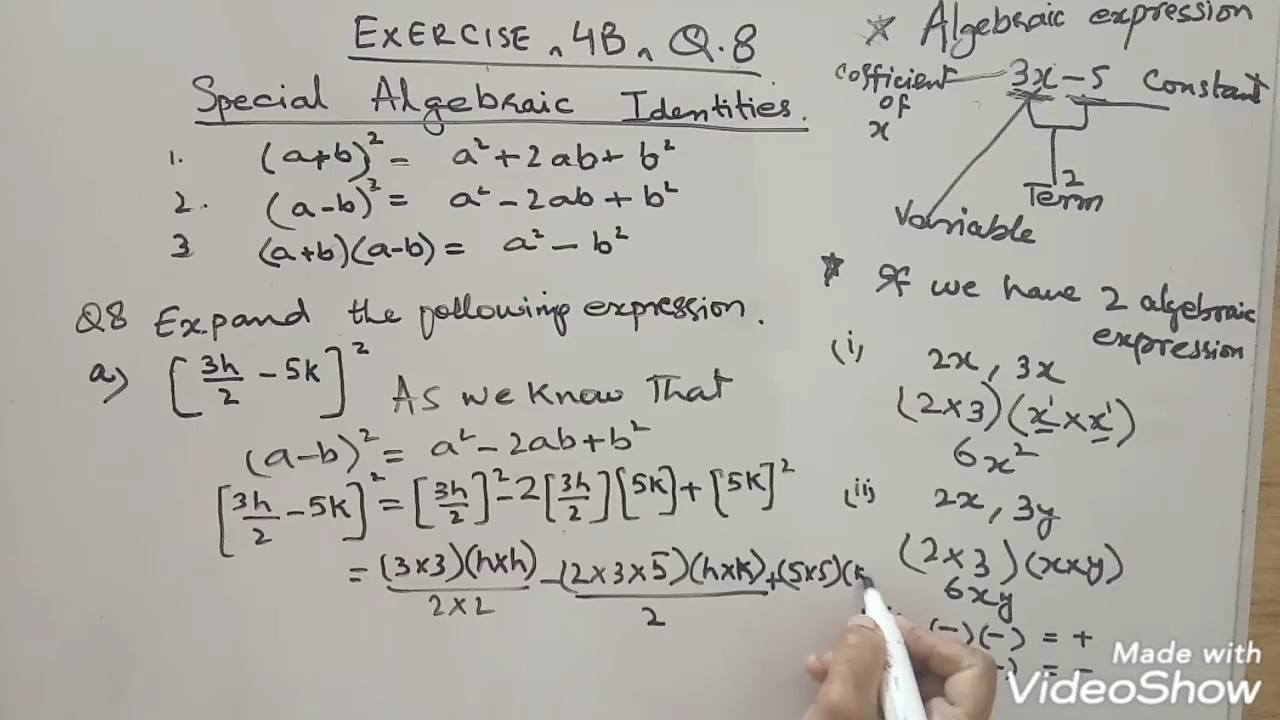 EXERCISE, 4B, Q.8
Special Algebraic Identities.
1. (a+b)² = a² + 2ab + b²
2. (a-b)² = a² - 2ab + b²
3 (a+b)(a-b) = a² - b²
Q8 Expand the following expression.
a) [3h/2 - 5k]² As we know That
(a-b)² = a² - 2ab + b²
[3h/2 - 5k]² = [3h/2]² - 2[3h/2][5k] + [5k]²
= (3×3)(h×h)/2×2 - (2×3×5)(h×k)/2 + (5×5)(k
* Algebraic expression
cofficient of x
3x - 5 Constant
2
Term
Variable
* If we have 2 algebraic
expression
(i) 2x, 3x
(2×3)(x¹×x¹)
6x²
(ii) 2x, 3y
(2×3)(x×y)
6xy
(-)(-) = +
-) = -
Made with
VideoShow